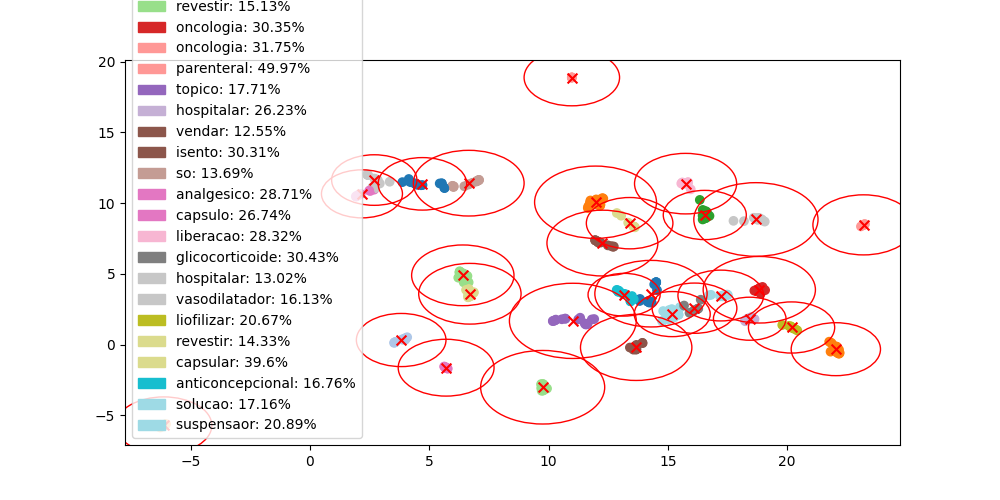 revestir: 15.13%
oncologia: 30.35%
oncologia: 31.75%
parenteral: 49.97%
topico: 17.71%
hospitalar: 26.23%
vendar: 12.55%
isento: 30.31%
so: 13.69%
analgesico: 28.71%
capsulo: 26.74%
liberacao: 28.32%
glicocorticoide: 30.43%
hospitalar: 13.02%
vasodilatador: 16.13%
liofilizar: 20.67%
revestir: 14.33%
capsular: 39.6%
anticoncepcional: 16.76%
solucao: 17.16%
suspensaor: 20.89%
20
15
10
5
0
−5
−5 0 5 10 15 20